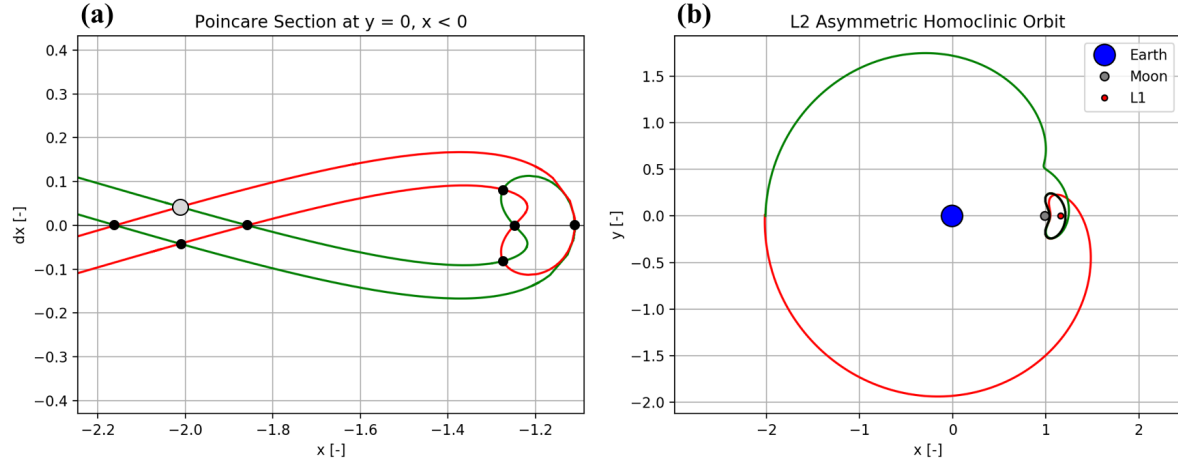 (a)
Poincare Section at y = 0, x < 0
0.4
0.3
0.2
0.1
0.0
−0.1
−0.2
−0.3
−0.4
dx [-]
−2.2
−2.0
−1.8
−1.6
−1.4
−1.2
x [-]
(b)
L2 Asymmetric Homoclinic Orbit
Earth
Moon
L1
1.5
1.0
0.5
0.0
−0.5
−1.0
−1.5
−2.0
y [-]
−2
−1
0
1
2
x [-]